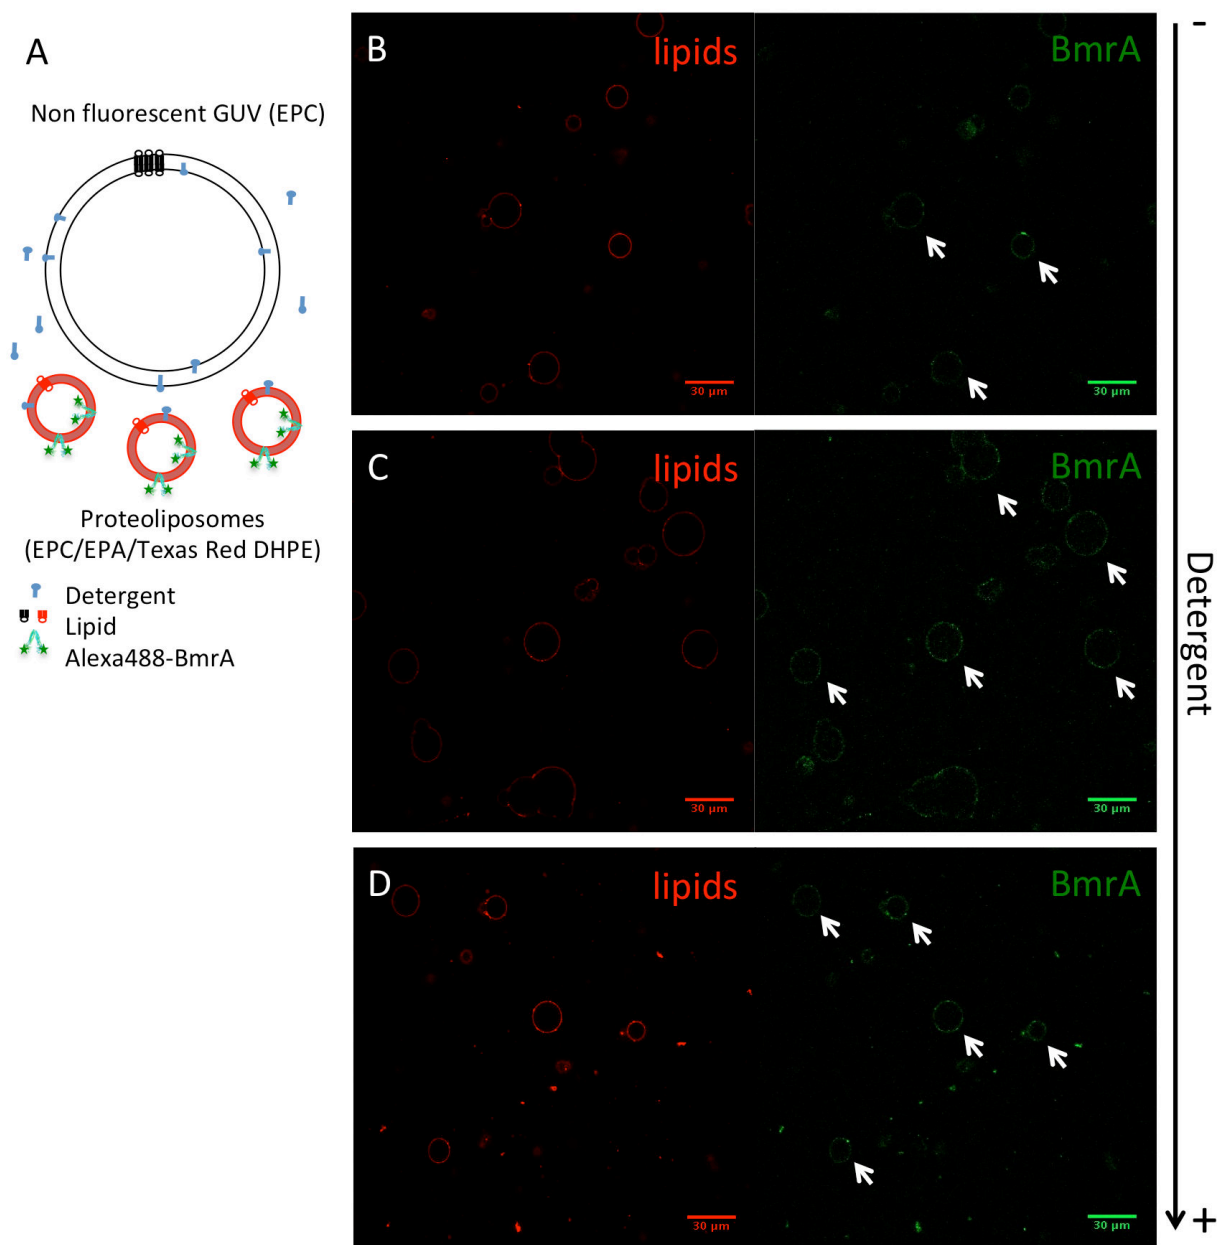 A
Non fluorescent GUV (EPC)
Proteoliposomes
(EPC/EPA/Texas Red DHPE)
Detergent
Lipid
Alexa488-BmrA
B
lipids
BmrA
30 µm
30 µm
C
lipids
BmrA
30 µm
30 µm
D
lipids
BmrA
30 µm
30 µm
-
Detergent
+